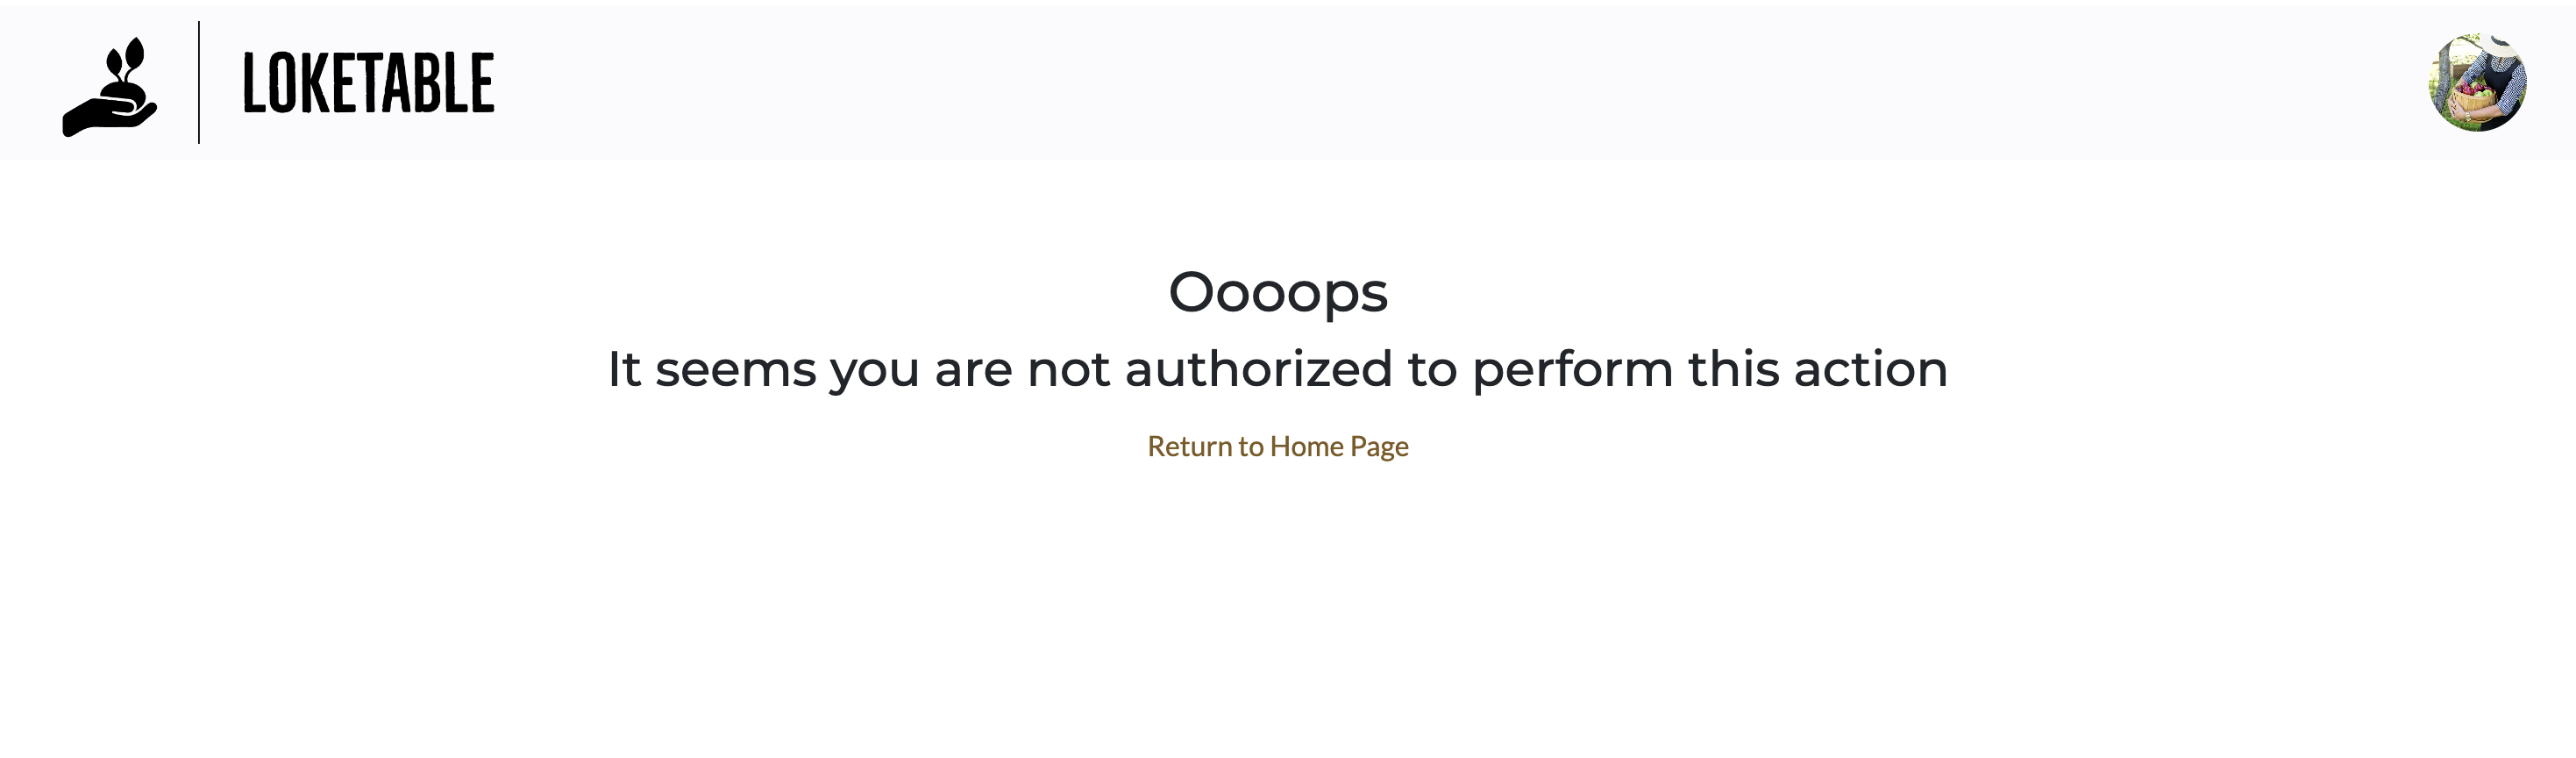 LOKETABLE
Oooops
It seems you are not authorized to perform this action
Return to Home Page